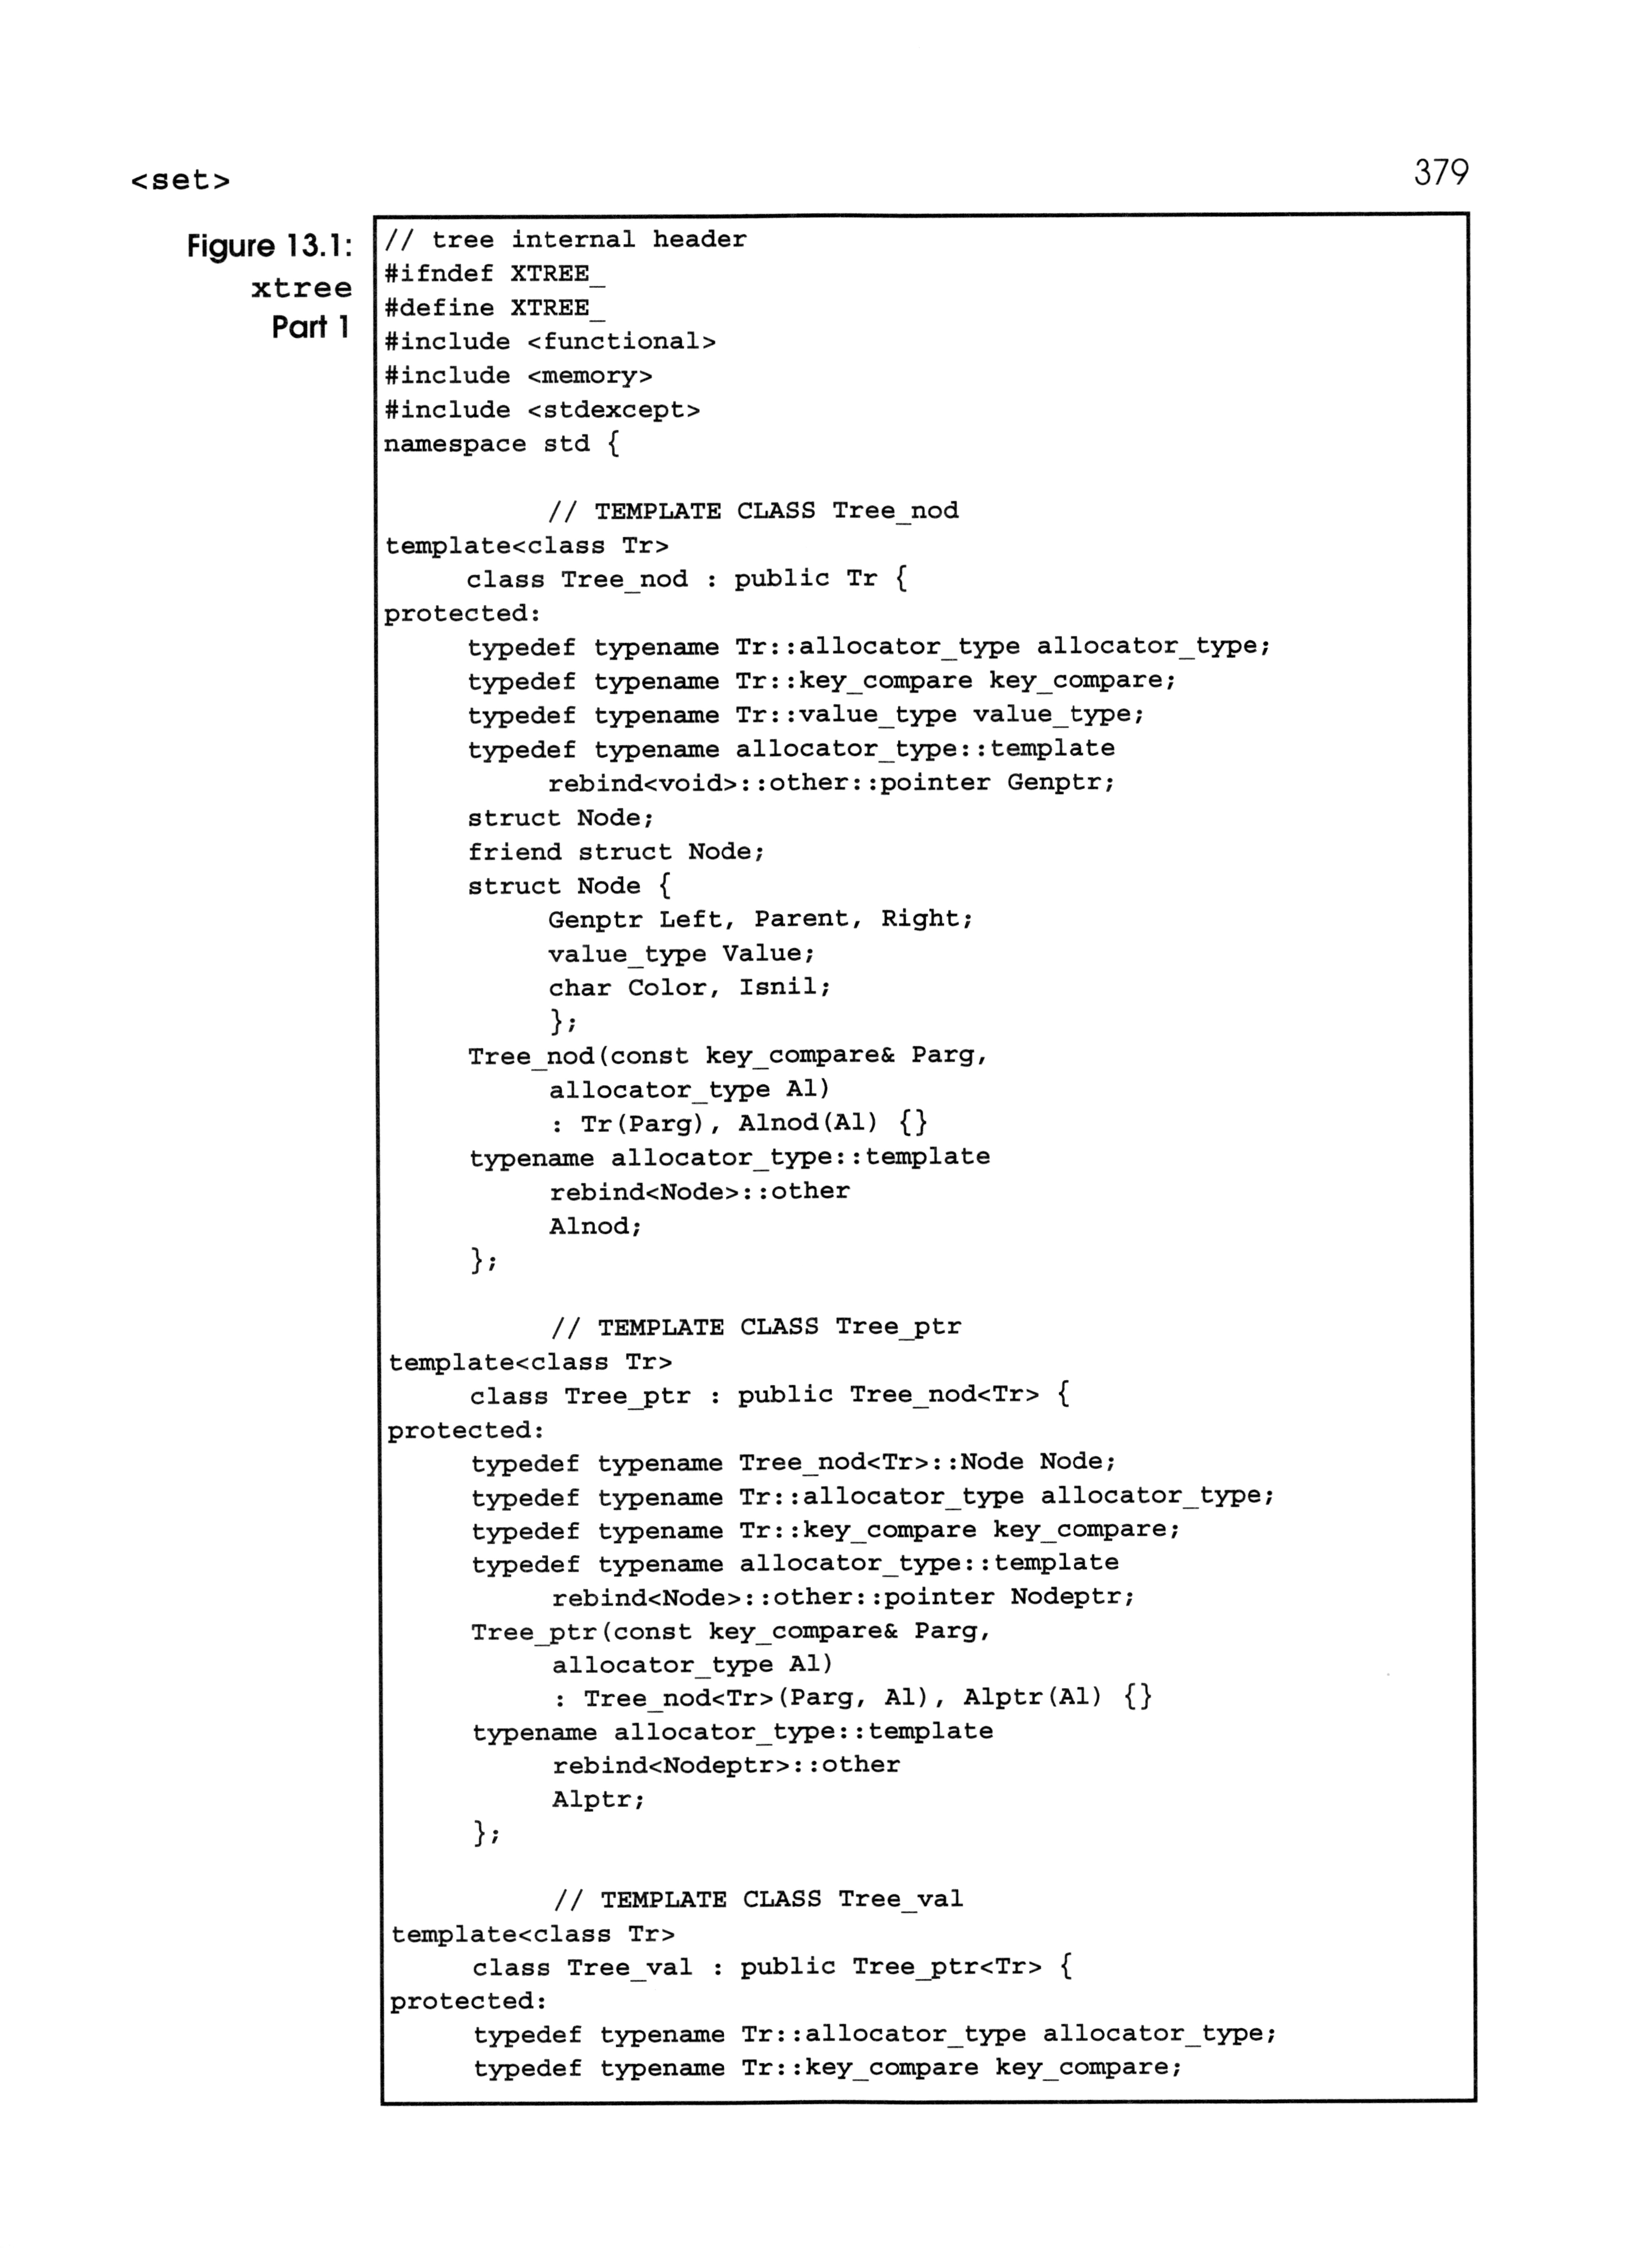 <set>
379
Figure 13.1:
xtree
Part 1
// tree internal header
#ifndef XTREE_
#define XTREE_
#include <functional>
#include <memory>
#include <stdexcept>
namespace std {
// TEMPLATE CLASS Tree_nod
template<class Tr>
class Tree_nod : public Tr {
protected:
typedef typename Tr::allocator_type allocator_type;
typedef typename Tr::key_compare key_compare;
typedef typename Tr::value_type value_type;
typedef typename allocator_type::template
rebind<void>::other::pointer Genptr;
struct Node;
friend struct Node;
struct Node {
Genptr Left, Parent, Right;
value_type Value;
char Color, Isnil;
};
Tree_nod(const key_compare& Parg,
allocator_type Al)
: Tr(Parg), Alnod(Al) {}
typename allocator_type::template
rebind<Node>::other
Alnod;
};
// TEMPLATE CLASS Tree_ptr
template<class Tr>
class Tree_ptr : public Tree_nod<Tr> {
protected:
typedef typename Tree_nod<Tr>::Node Node;
typedef typename Tr::allocator_type allocator_type;
typedef typename Tr::key_compare key_compare;
typedef typename allocator_type::template
rebind<Node>::other::pointer Nodeptr;
Tree_ptr(const key_compare& Parg,
allocator_type Al)
: Tree_nod<Tr>(Parg, Al), Alptr(Al) {}
typename allocator_type::template
rebind<Nodeptr>::other
Alptr;
};
// TEMPLATE CLASS Tree_val
template<class Tr>
class Tree_val : public Tree_ptr<Tr> {
protected:
typedef typename Tr::allocator_type allocator_type;
typedef typename Tr::key_compare key_compare;